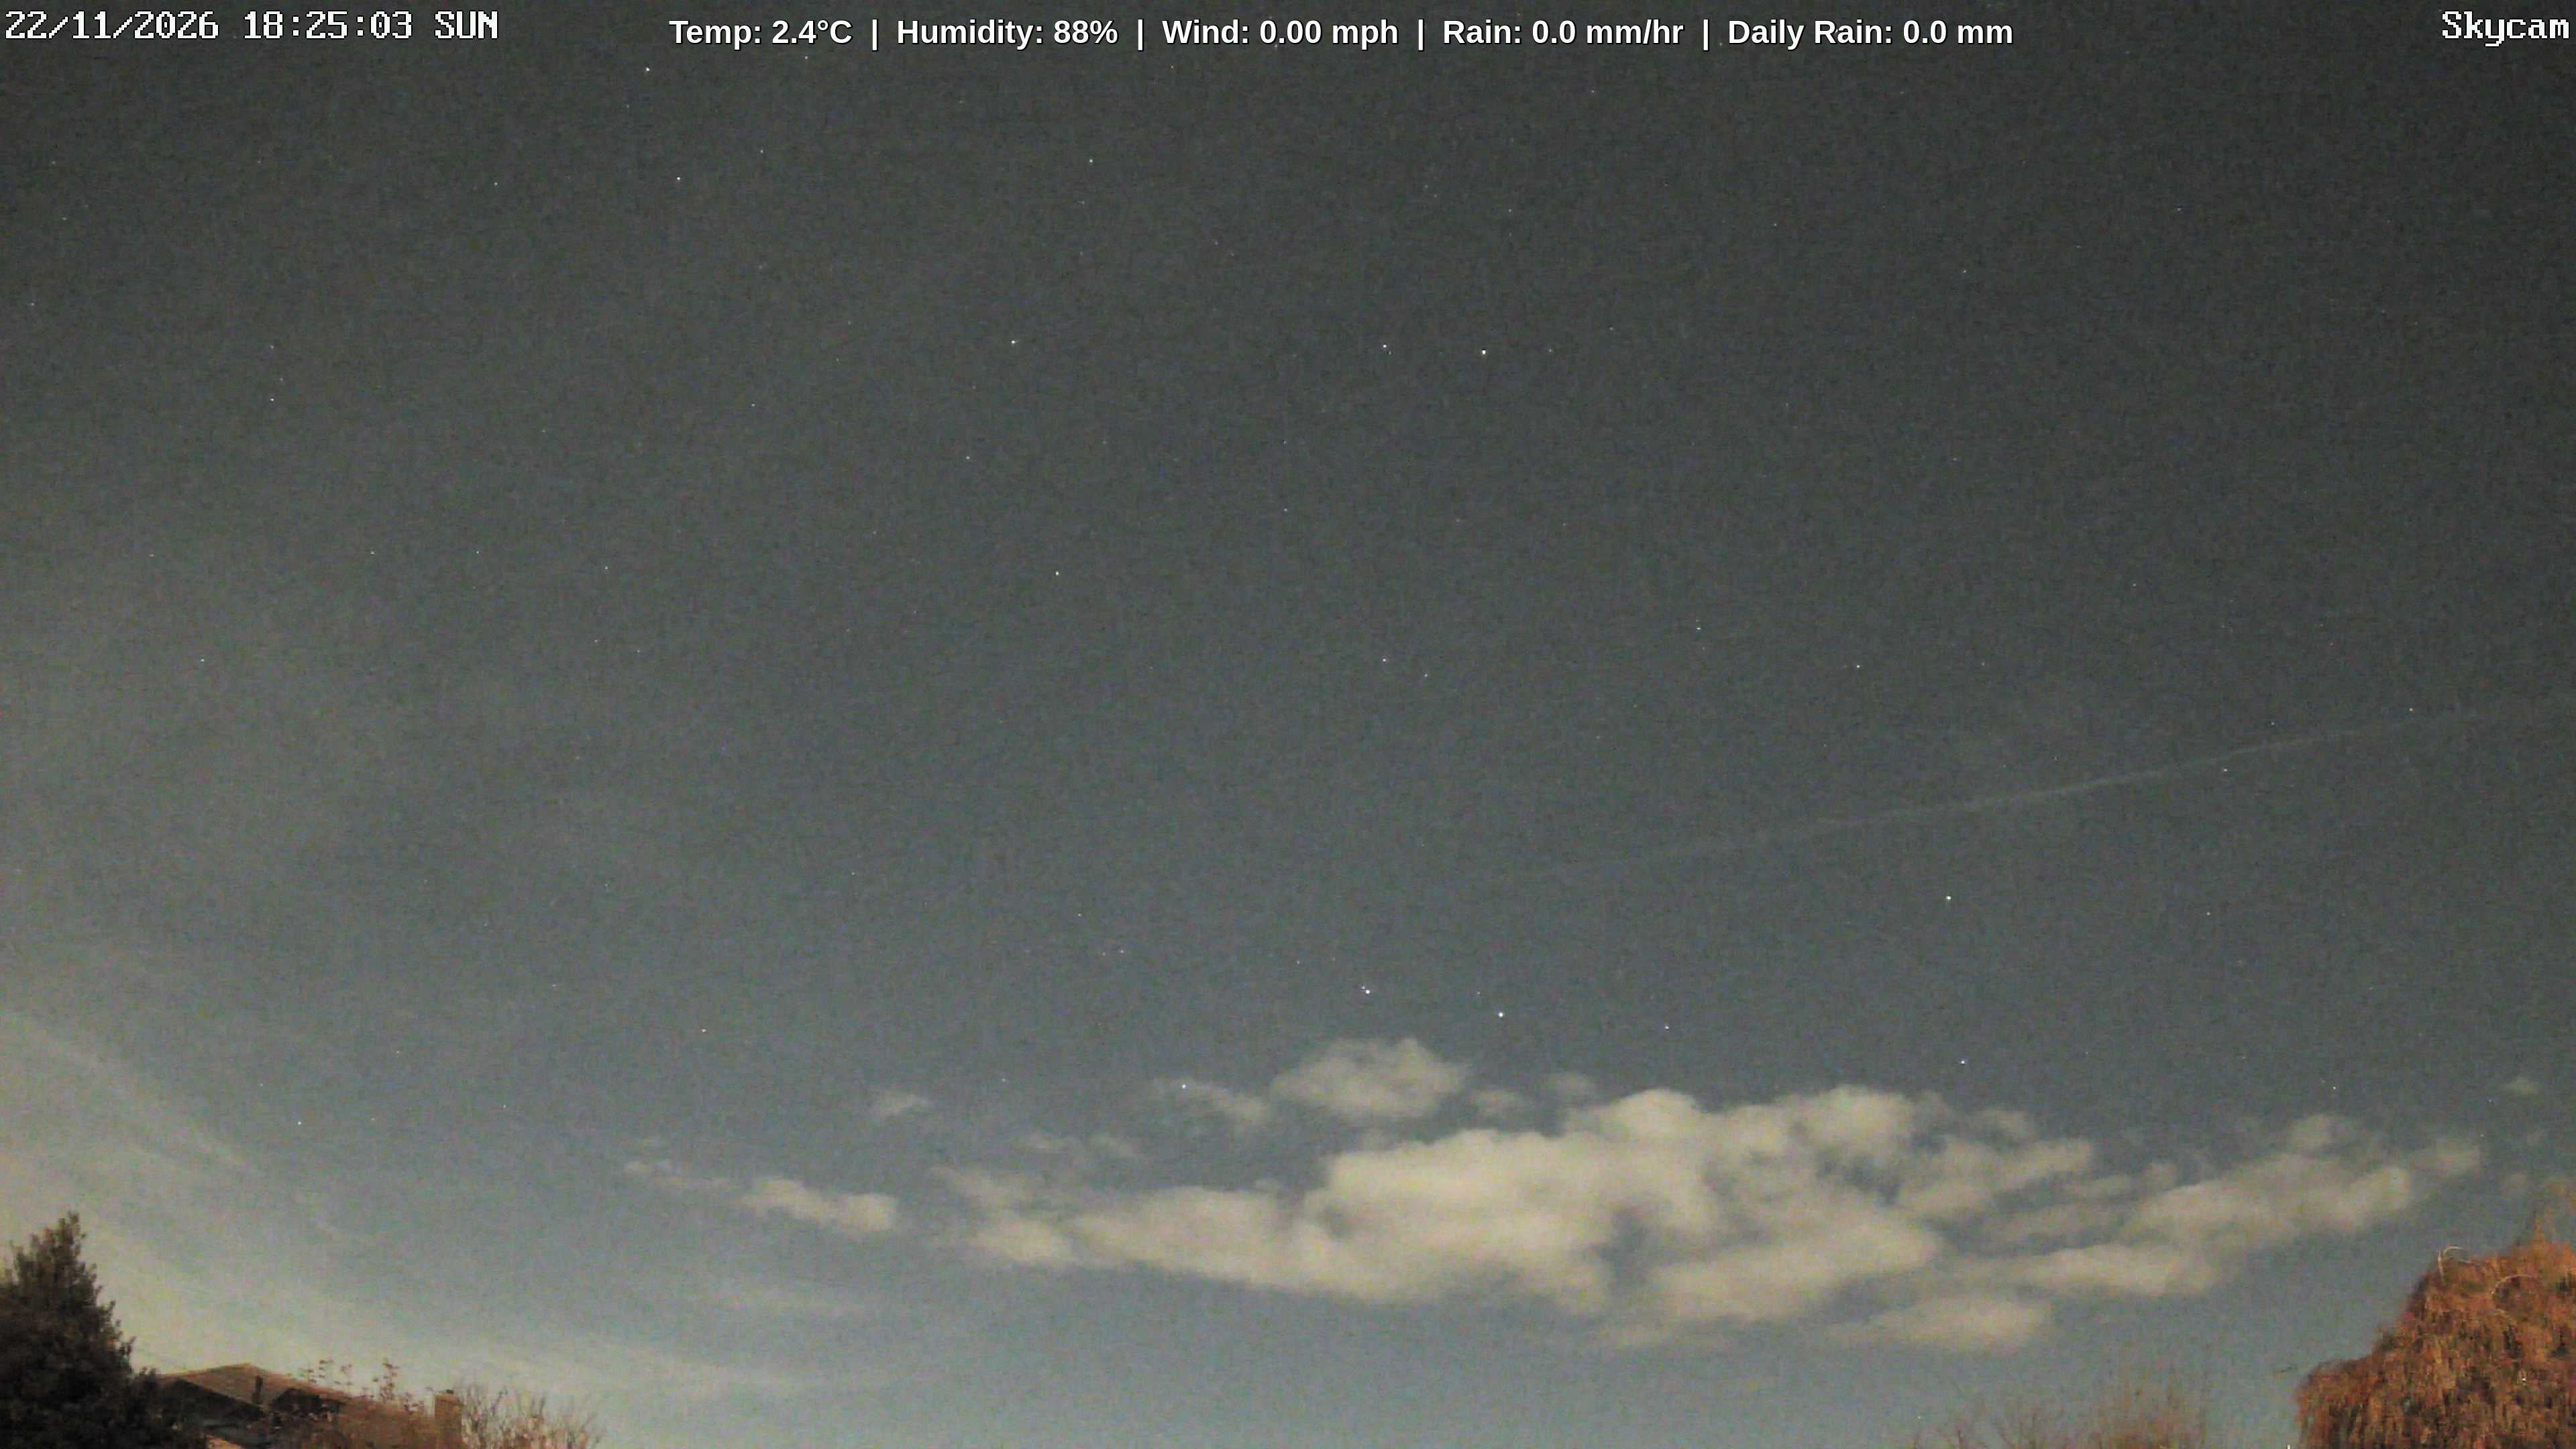 22/11/2026 18:25:03 SUN
Temp: 2.4°C | Humidity: 88% | Wind: 0.00 mph | Rain: 0.0 mm/hr | Daily Rain: 0.0 mm
Skycam